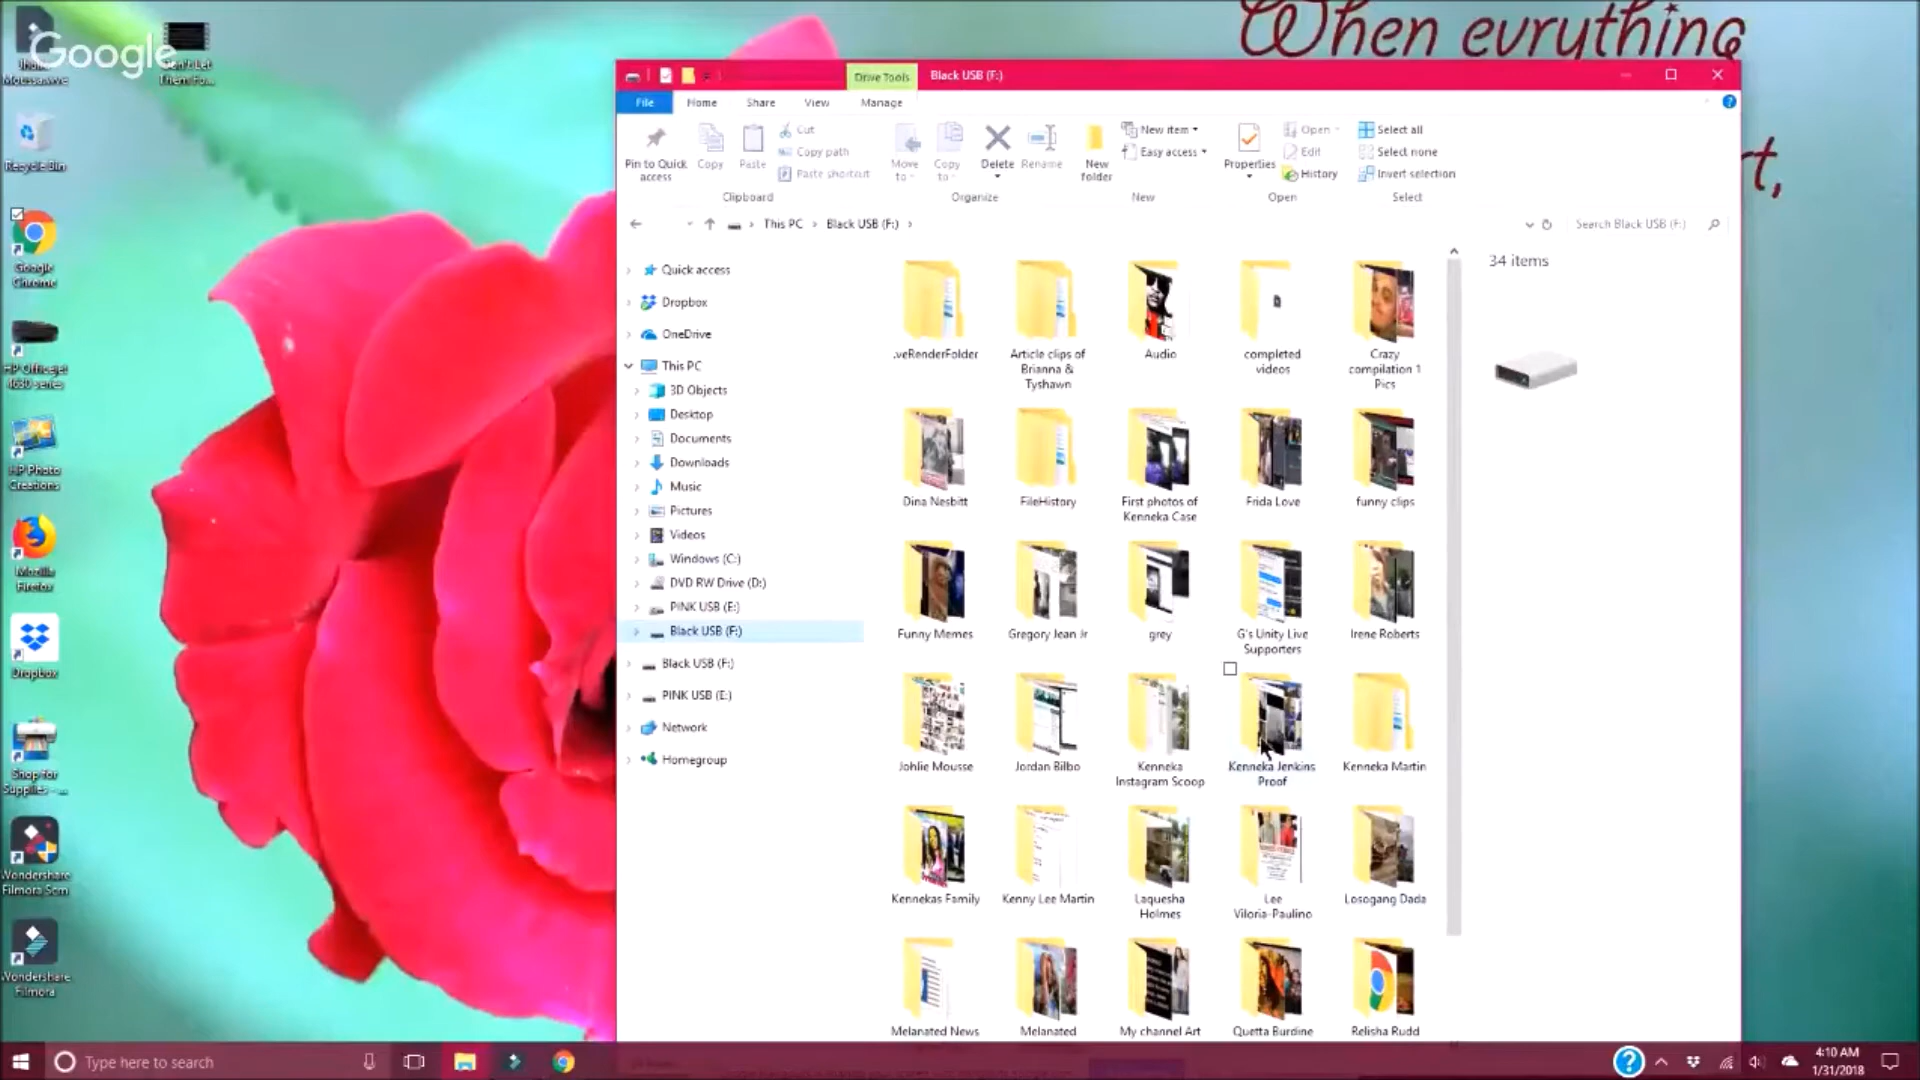 When evrything
Google
Don't Let
Them Fo...
Drive Tools
Black USB (F:)
File
Home
Share
View
Manage
Pin to Quick
access
Copy
Paste
Cut
Copy path
Paste shortcut
Clipboard
Move
to
Copy
to
Delete
Rename
Organize
New
folder
New item
Easy access
New
Properties
Open
Edit
History
Open
Select all
Select none
Invert selection
Select
t,
This PC
Black USB (F:)
Search Black USB (F:)
34 items
Recycle Bin
Google
Chrome
HP Officejet
4630 series
HP Photo
Creations
Mozilla
Firefox
Dropbox
Shop for
Supplies - ...
Wondershare
Filmora Scrn
Wondershare
Filmora
Quick access
Dropbox
OneDrive
This PC
3D Objects
Desktop
Documents
Downloads
Music
Pictures
Videos
Windows (C:)
DVD RW Drive (D:)
PINK USB (E:)
Black USB (F:)
Black USB (F:)
PINK USB (E:)
Network
Homegroup
.veRenderFolder
Article clips of
Brianna &
Tyshawn
Audio
completed
videos
Crazy
compilation 1
Pics
Dina Nesbitt
FileHistory
First photos of
Kenneka Case
Frida Love
funny clips
Funny Memes
Gregory Jean Jr
grey
G's Unity Live
Supporters
Irene Roberts
Johlie Mousse
Jordan Bilbo
Kenneka
Instagram Scoop
Kenneka Jenkins
Proof
Kenneka Martin
Kennekas Family
Kenny Lee Martin
Laquesha
Holmes
Lee
Viloria-Paulino
Losogang Dada
Melanated News
Melanated
My channel Art
Quetta Burdine
Relisha Rudd
Type here to search
4:10 AM
1/31/2018